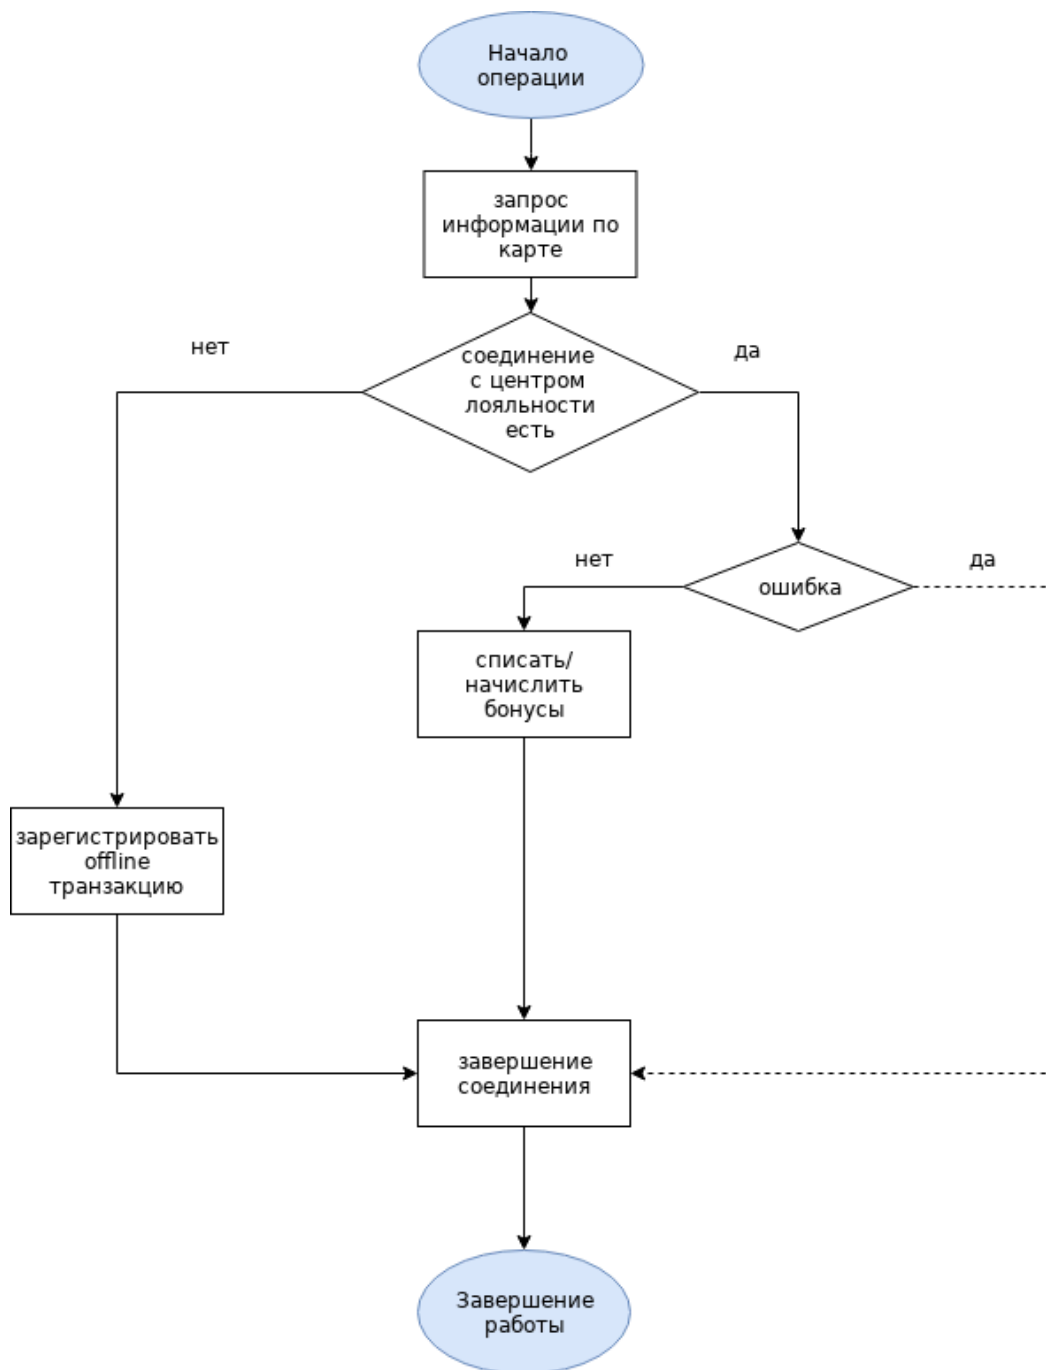 Начало
операции
запрос
информации по
карте
нет
да
соединение
с центром
лояльности
есть
нет
да
ошибка
списать/
начислить
бонусы
зарегистрировать
offline
транзакцию
завершение
соединения
Завершение
работы